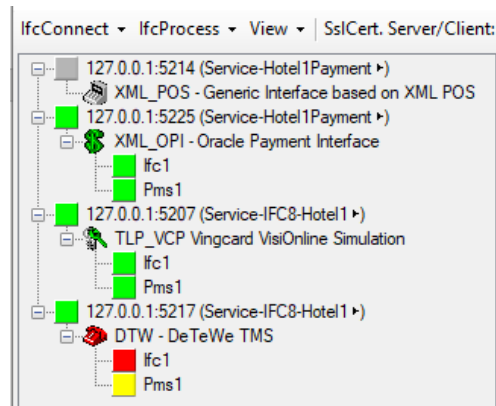 IfcConnect ▾ IfcProcess ▾ View ▾ SslCert. Server/Client:
127.0.0.1:5214 (Service-Hotel1Payment ▸)
XML_POS - Generic Interface based on XML POS
127.0.0.1:5225 (Service-Hotel1Payment ▸)
XML_OPI - Oracle Payment Interface
Ifc1
Pms1
127.0.0.1:5207 (Service-IFC8-Hotel1 ▸)
TLP_VCP Vingcard VisiOnline Simulation
Ifc1
Pms1
127.0.0.1:5217 (Service-IFC8-Hotel1 ▸)
DTW - DeTeWe TMS
Ifc1
Pms1